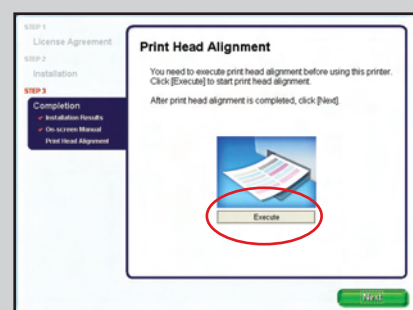 STEP 1
License Agreement
STEP 2
Installation
STEP 3
Completion
Installation Results
On-screen Manual
Print Head Alignment
Print Head Alignment
You need to execute print head alignment before using this printer.
Click [Execute] to start print head alignment.
After print head alignment is completed, click [Next].
Execute
Next